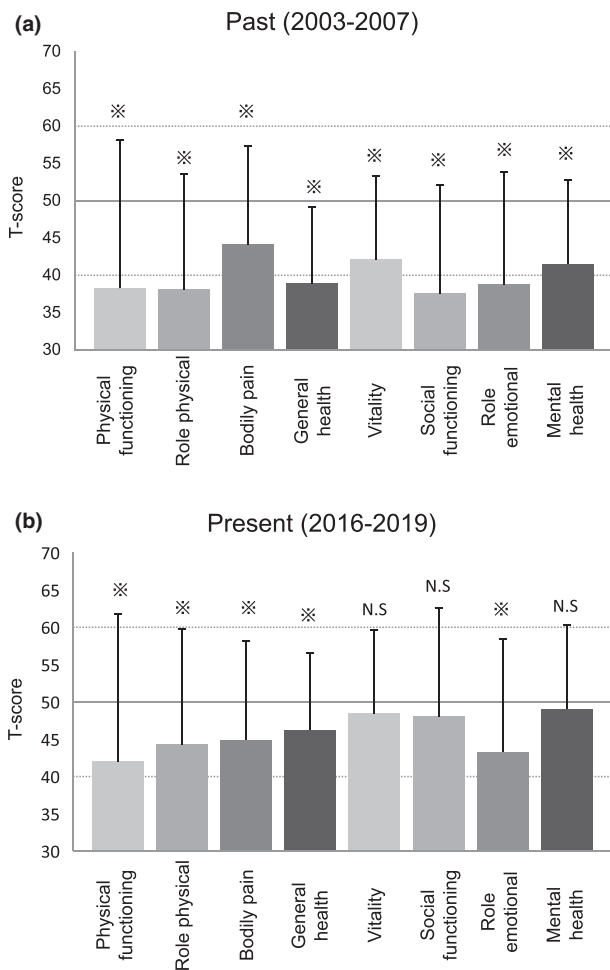 (a)
Past (2003-2007)
T-score
70
65
60
55
50
45
40
35
30
※
※
※
※
※
※
※
※
Physical
functioning
Role physical
Bodily pain
General
health
Vitality
Social
functioning
Role
emotional
Mental
health
(b)
Present (2016-2019)
T-score
70
65
60
55
50
45
40
35
30
※
※
※
※
N.S
N.S
※
N.S
Physical
functioning
Role physical
Bodily pain
General
health
Vitality
Social
functioning
Role
emotional
Mental
health